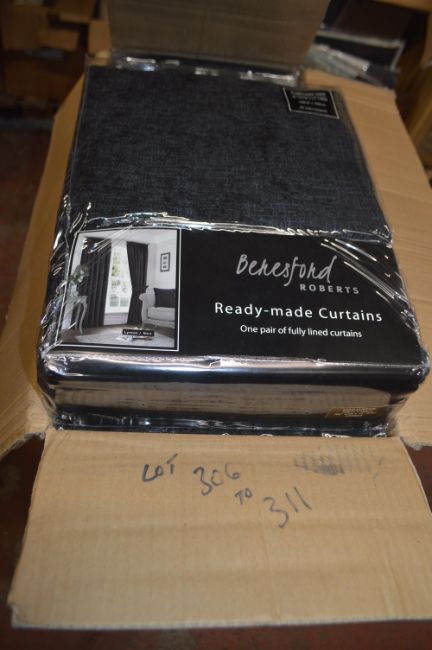 Beresford
ROBERTS
Ready-made Curtains
One pair of fully lined curtains
LOT 306
TO 311